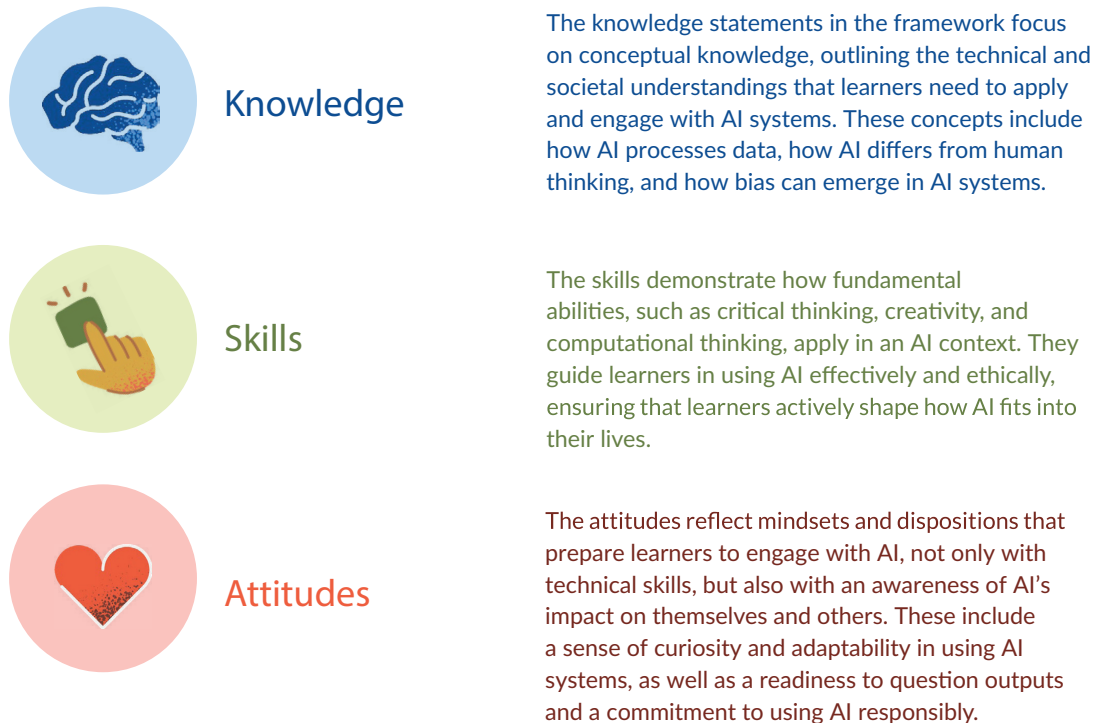 Knowledge
The knowledge statements in the framework focus
on conceptual knowledge, outlining the technical and
societal understandings that learners need to apply
and engage with AI systems. These concepts include
how AI processes data, how AI differs from human
thinking, and how bias can emerge in AI systems.
Skills
The skills demonstrate how fundamental
abilities, such as critical thinking, creativity, and
computational thinking, apply in an AI context. They
guide learners in using AI effectively and ethically,
ensuring that learners actively shape how AI fits into
their lives.
Attitudes
The attitudes reflect mindsets and dispositions that
prepare learners to engage with AI, not only with
technical skills, but also with an awareness of AI’s
impact on themselves and others. These include
a sense of curiosity and adaptability in using AI
systems, as well as a readiness to question outputs
and a commitment to using AI responsibly.